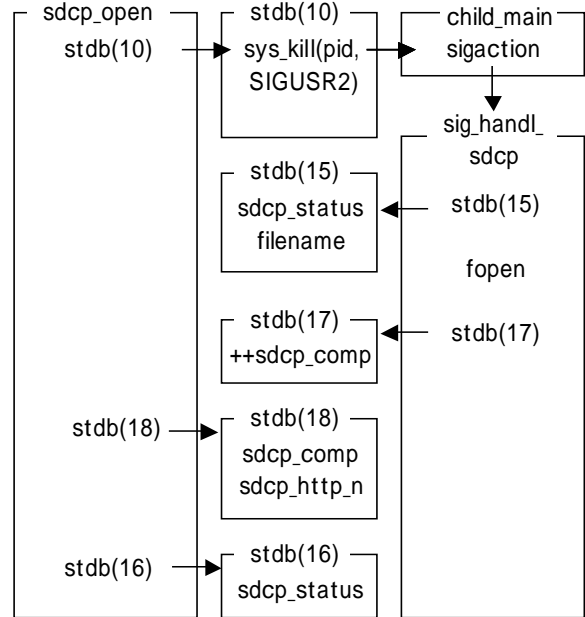 sdcp_open
stdb(10)
stdb(10)
sys_kill(pid,
SIGUSR2)
child_main
sigaction
sig_handl_
sdcp
stdb(15)
sdcp_status
filename
stdb(15)
fopen
stdb(17)
++sdcp_comp
stdb(17)
stdb(18)
stdb(18)
sdcp_comp
sdcp_http_n
stdb(16)
stdb(16)
sdcp_status